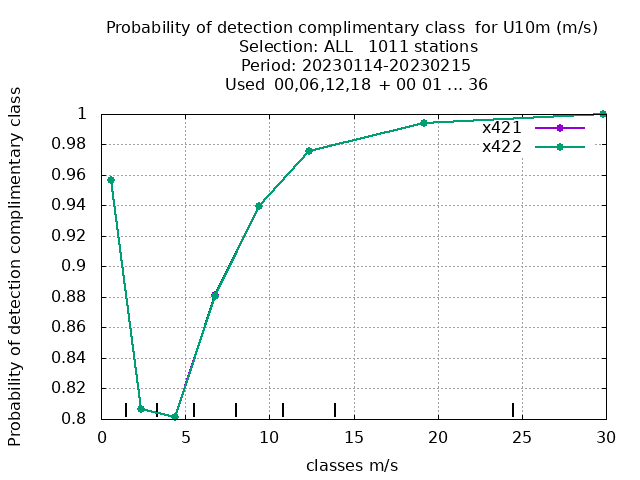 Probability of detection complimentary class  for U10m (m/s)
Selection: ALL   1011 stations
Period: 20230114-20230215
Used  00,06,12,18 + 00 01 ... 36
Probability of detection complimentary class
1
0.98
0.96
0.94
0.92
0.9
0.88
0.86
0.84
0.82
0.8
x421
x422
0 5 10 15 20 25 30
classes m/s